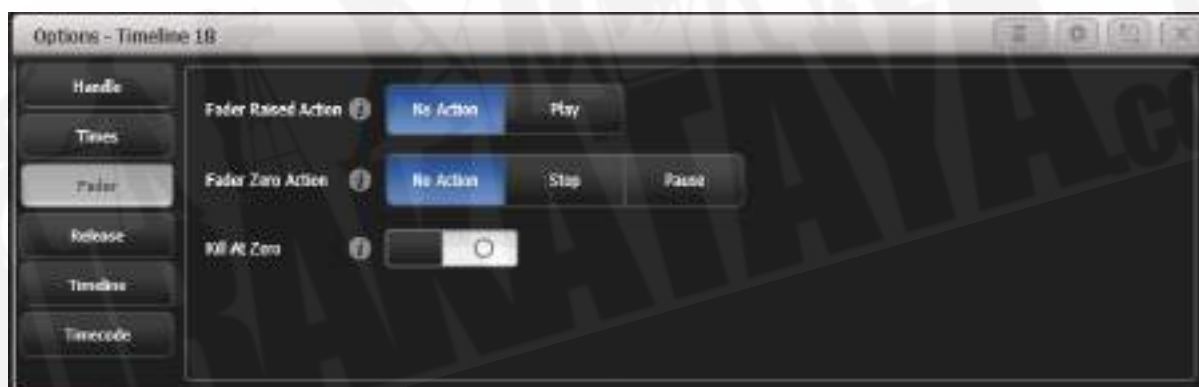 Options - Timeline 18
Handle
Times
Fader
Release
Timeline
Timecode
Fader Raised Action
No Action
Play
Fader Zero Action
No Action
Stop
Pause
Kill At Zero